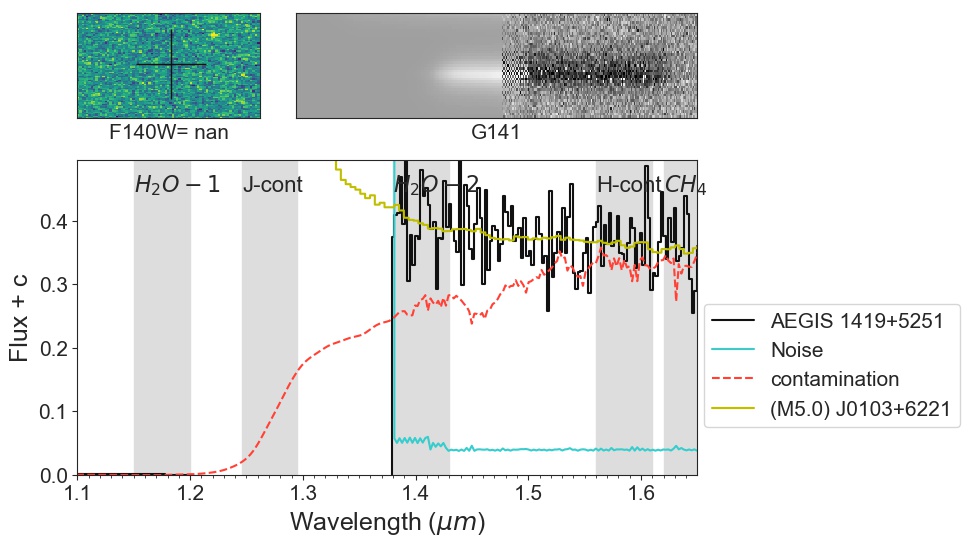 F140W= nan
G141
H₂O − 1
J-cont
H₂O − 2
H-cont
CH₄
Flux + c
0.4
0.3
0.2
0.1
0.0
1.1
1.2
1.3
1.4
1.5
1.6
Wavelength (μm)
AEGIS 1419+5251
Noise
contamination
(M5.0) J0103+6221